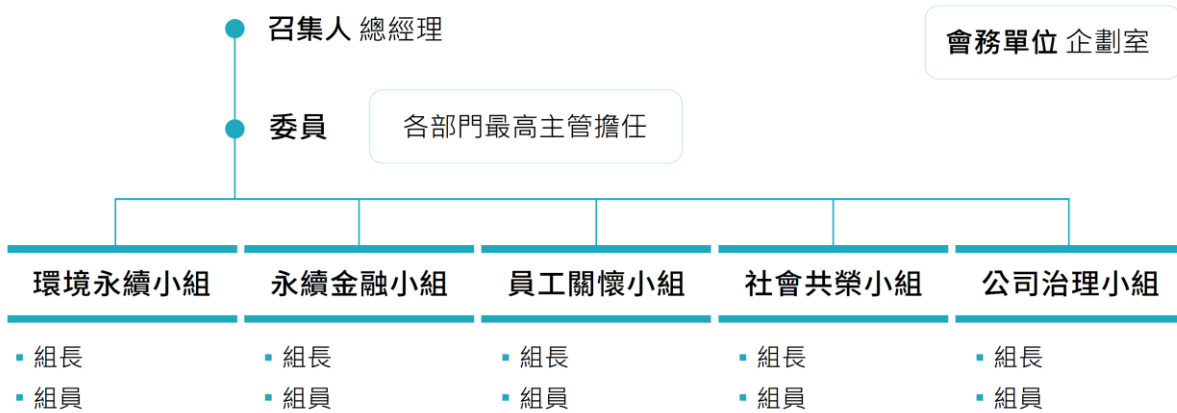 召集人 總經理
會務單位 企劃室
委員 各部門最高主管擔任
環境永續小組 永續金融小組 員工關懷小組 社會共榮小組 公司治理小組
▪ 組長 ▪ 組長 ▪ 組長 ▪ 組長 ▪ 組長
▪ 組員 ▪ 組員 ▪ 組員 ▪ 組員 ▪ 組員